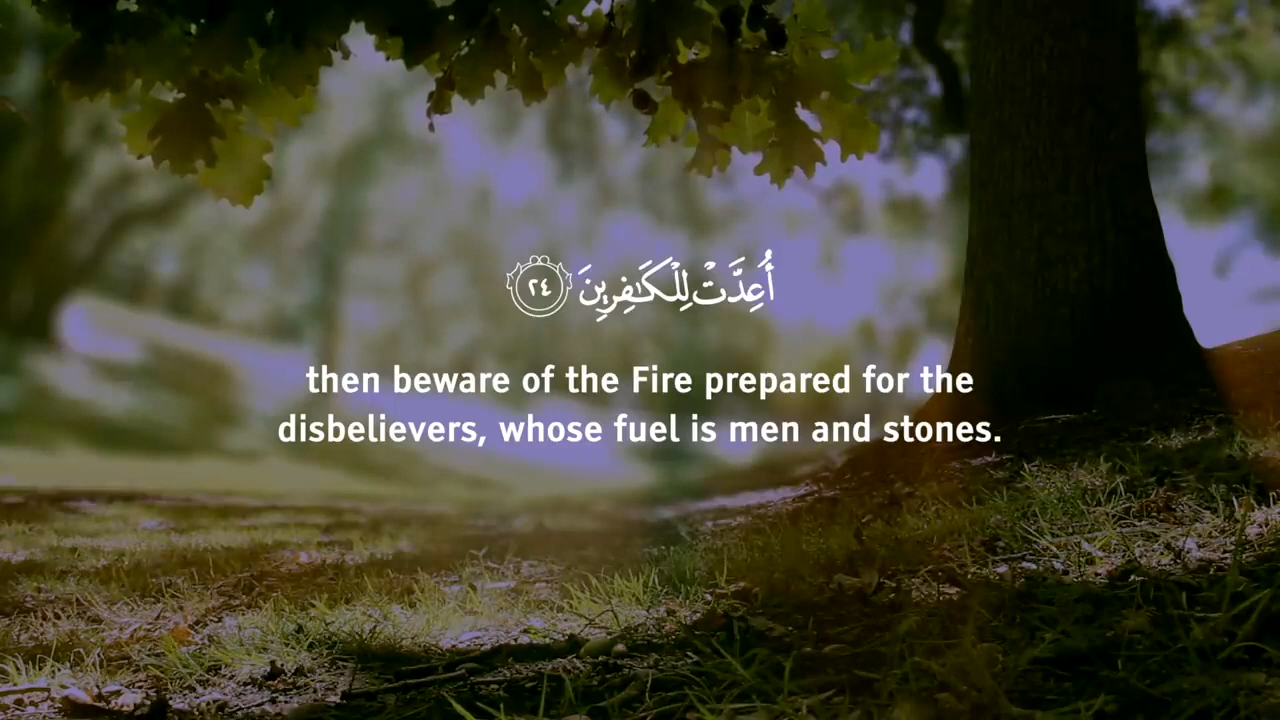 أُعِدَّتْ لِلْكَـٰفِرِينَ ٢٤
then beware of the Fire prepared for the
disbelievers, whose fuel is men and stones.